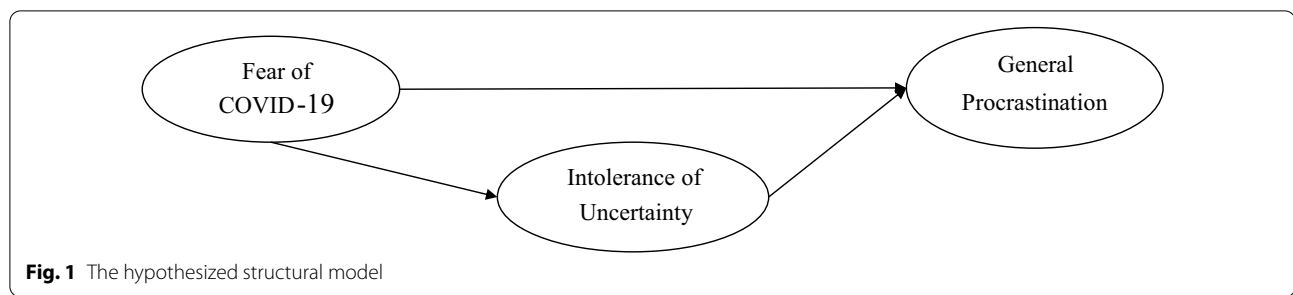 Fear of
COVID-19
General
Procrastination
Intolerance of
Uncertainty
Fig. 1 The hypothesized structural model